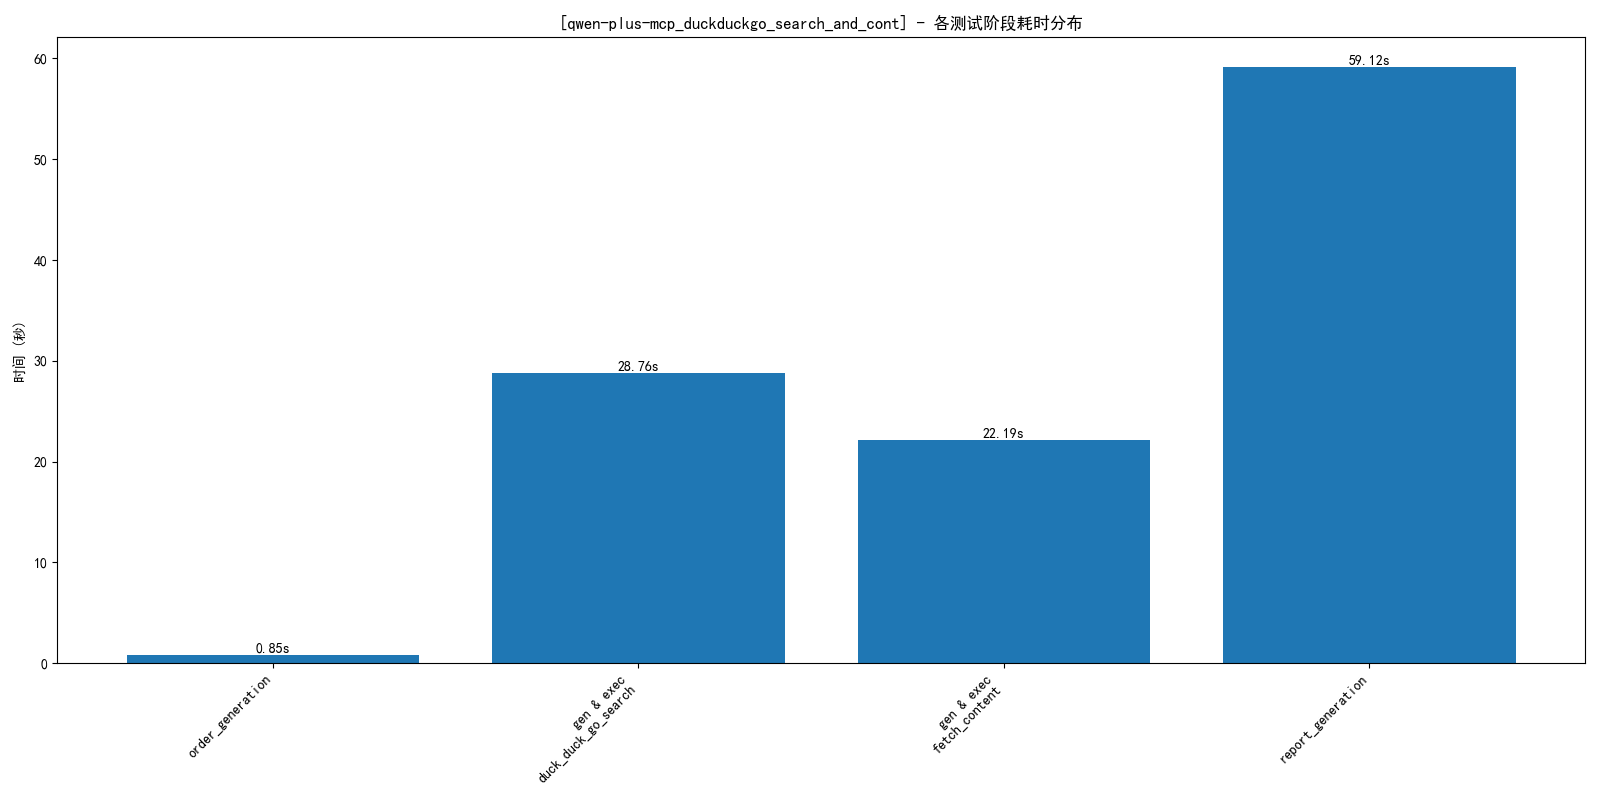 [qwen-plus-mcp_duckduckgo_search_and_cont] - 各测试阶段耗时分布
时间 (秒)
60
50
40
30
20
10
0
0.85s
28.76s
22.19s
59.12s
order_generation
gen & exec
duck_duck_go_search
gen & exec
fetch_content
report_generation